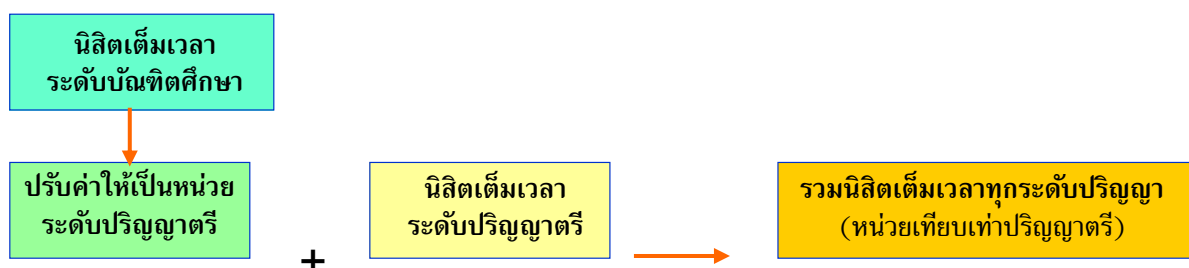 นิสิตเต็มเวลา
ระดับบัณฑิตศึกษา
ปรับค่าให้เป็นหน่วย
ระดับปริญญาตรี
+
นิสิตเต็มเวลา
ระดับปริญญาตรี
รวมนิสิตเต็มเวลาทุกระดับปริญญา
(หน่วยเทียบเท่าปริญญาตรี)